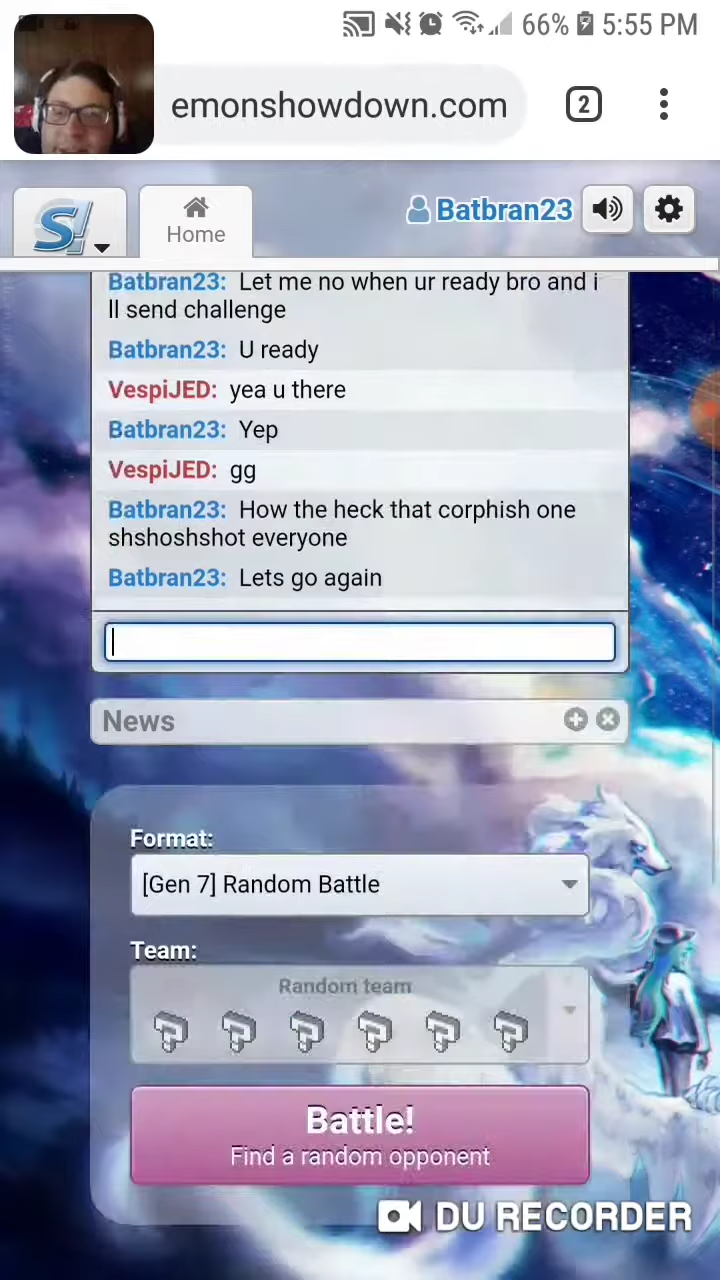 66% 5:55 PM
emonshowdown.com
2
S!
Home
Batbran23
Batbran23: Let me no when ur ready bro and i
ll send challenge
Batbran23: U ready
VespiJED: yea u there
Batbran23: Yep
VespiJED: gg
Batbran23: How the heck that corphish one
shshoshshot everyone
Batbran23: Lets go again
News
Format:
[Gen 7] Random Battle
Team:
Random team
? ? ? ? ? ?
Battle!
Find a random opponent
DU RECORDER